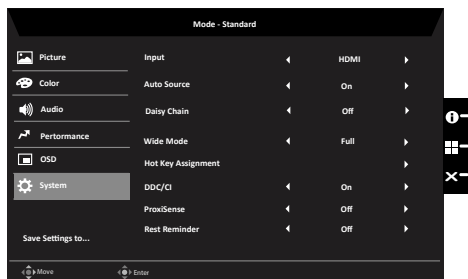 Mode - Standard
Picture
Input
HDMI
Color
Auto Source
On
Audio
Daisy Chain
Off
Pertormance
Wide Mode
Full
OSD
Hot Key Assignment
System
DDC/CI
On
ProxiSense
Off
Rest Reminder
Off
Save Settings to...
Move
Enter